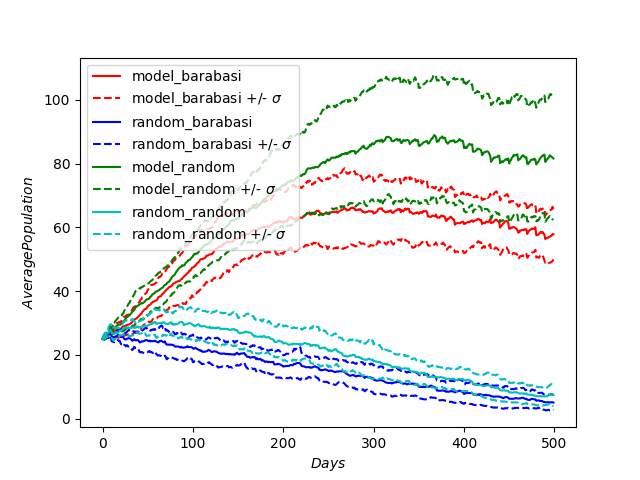 model_barabasi
model_barabasi +/- σ
random_barabasi
random_barabasi +/- σ
model_random
model_random +/- σ
random_random
random_random +/- σ
100
80
60
40
20
0
AveragePopulation
0 100 200 300 400 500
Days